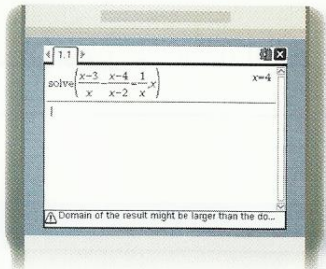 1.1
solve((x-3)/x-(x-4)/(x-2)=1/x,x) x=4
Domain of the result might be larger than the do...